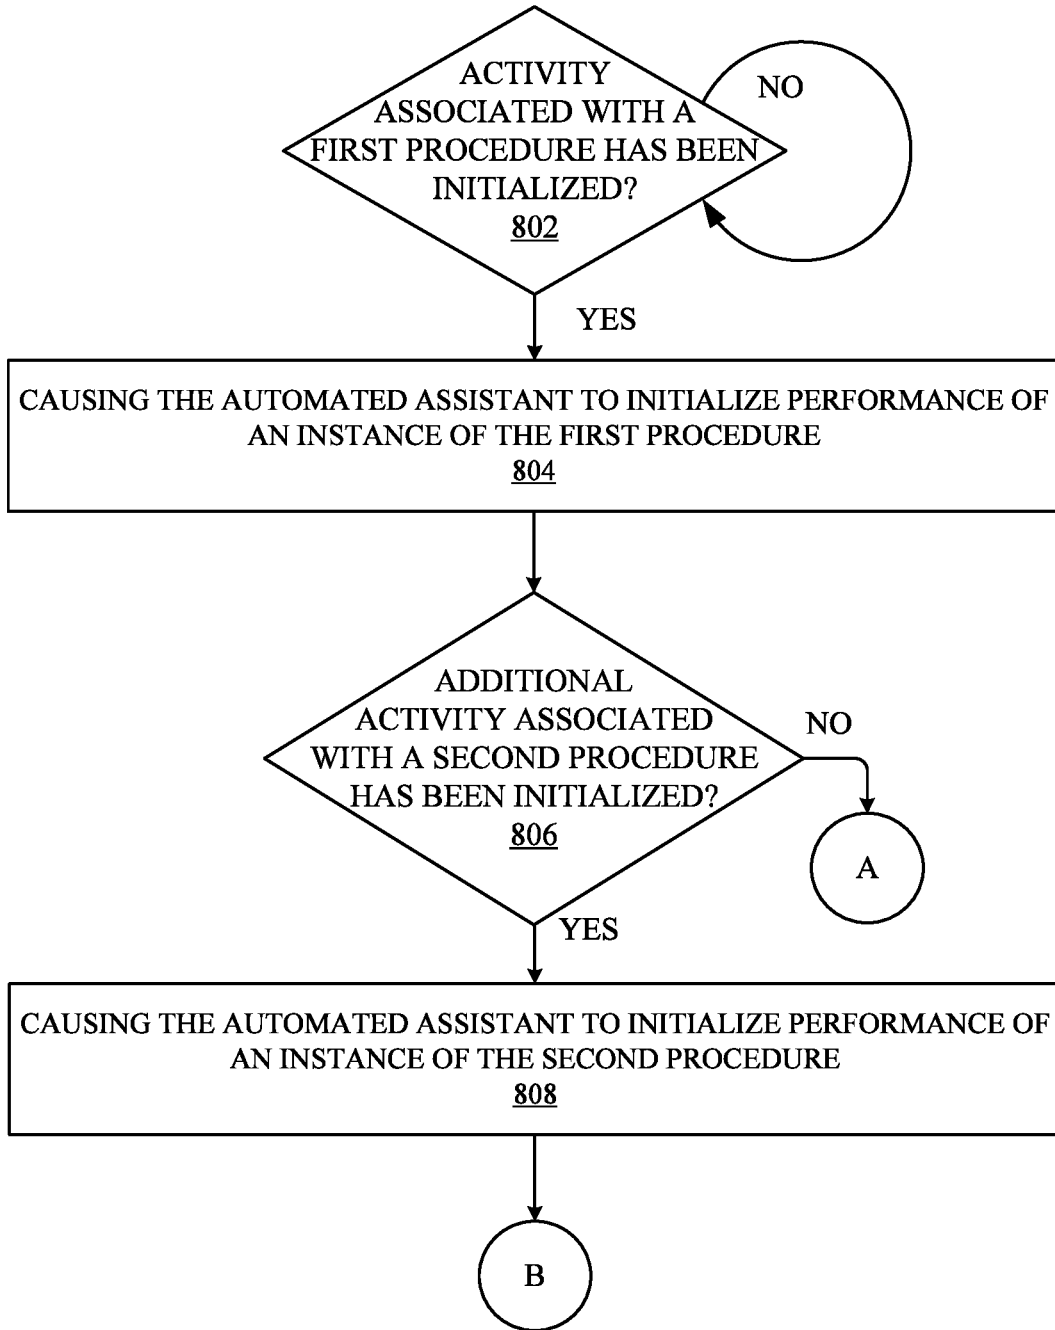 ACTIVITY
ASSOCIATED WITH A
FIRST PROCEDURE HAS BEEN
INITIALIZED?
802
NO
YES
CAUSING THE AUTOMATED ASSISTANT TO INITIALIZE PERFORMANCE OF
AN INSTANCE OF THE FIRST PROCEDURE
804
ADDITIONAL
ACTIVITY ASSOCIATED
WITH A SECOND PROCEDURE
HAS BEEN INITIALIZED?
806
NO
A
YES
CAUSING THE AUTOMATED ASSISTANT TO INITIALIZE PERFORMANCE OF
AN INSTANCE OF THE SECOND PROCEDURE
808
B